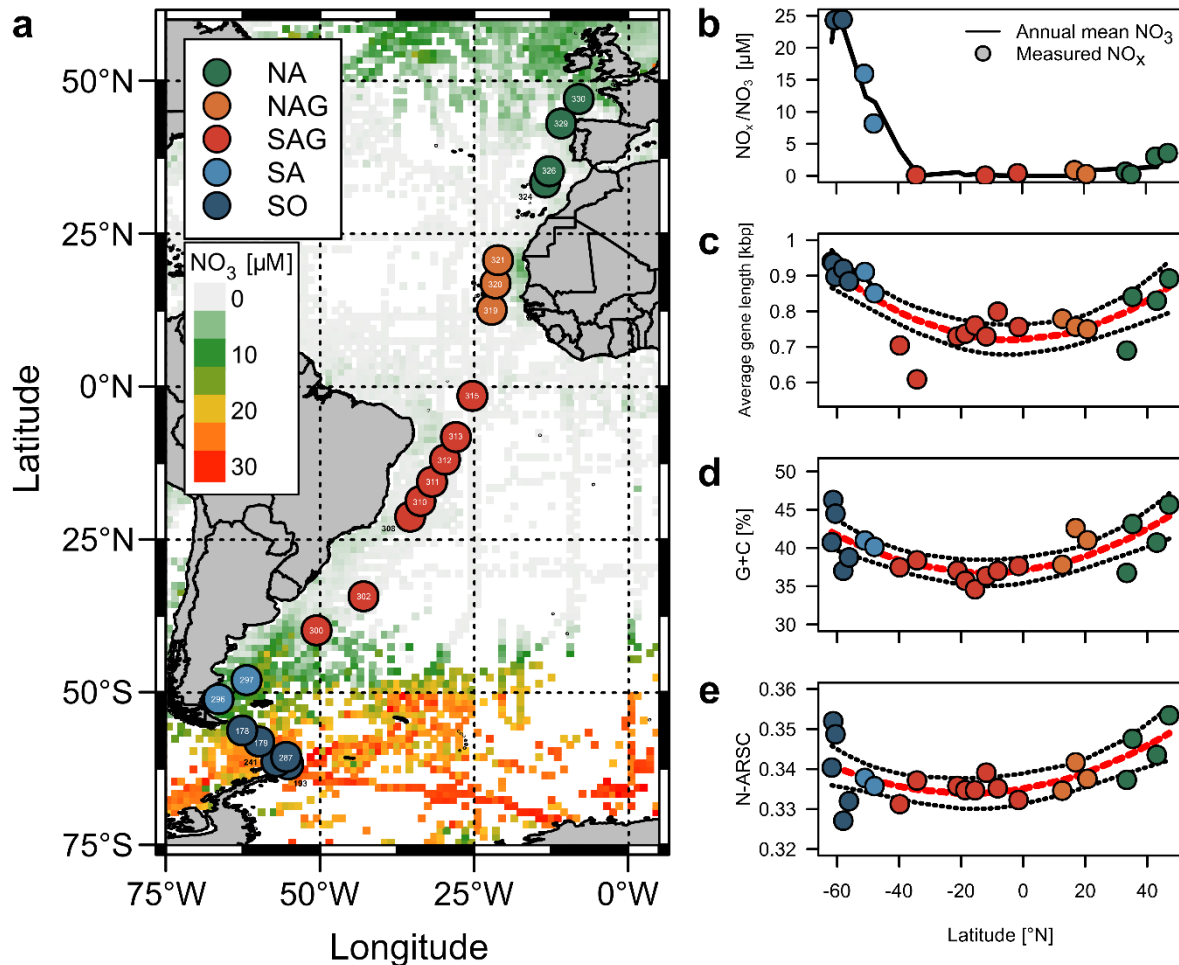 a
50°N
25°N
0°N
25°S
50°S
75°S
Latitude
75°W
50°W
25°W
0°W
Longitude
NA
NAG
SAG
SA
SO
NO3 [µM]
0
10
20
30
330
329
326
324
321
320
319
315
313
312
311
310
308
302
300
297
296
178
179
241
287
193
b
Annual mean NO3
Measured NOx
NOx/NO3 [µM]
25
20
15
10
5
0
c
Average gene length [kbp]
1
0.9
0.8
0.7
0.6
d
G+C [%]
50
45
40
35
30
e
N-ARSC
0.36
0.35
0.34
0.33
0.32
-60
-40
-20
0
20
40
Latitude [°N]